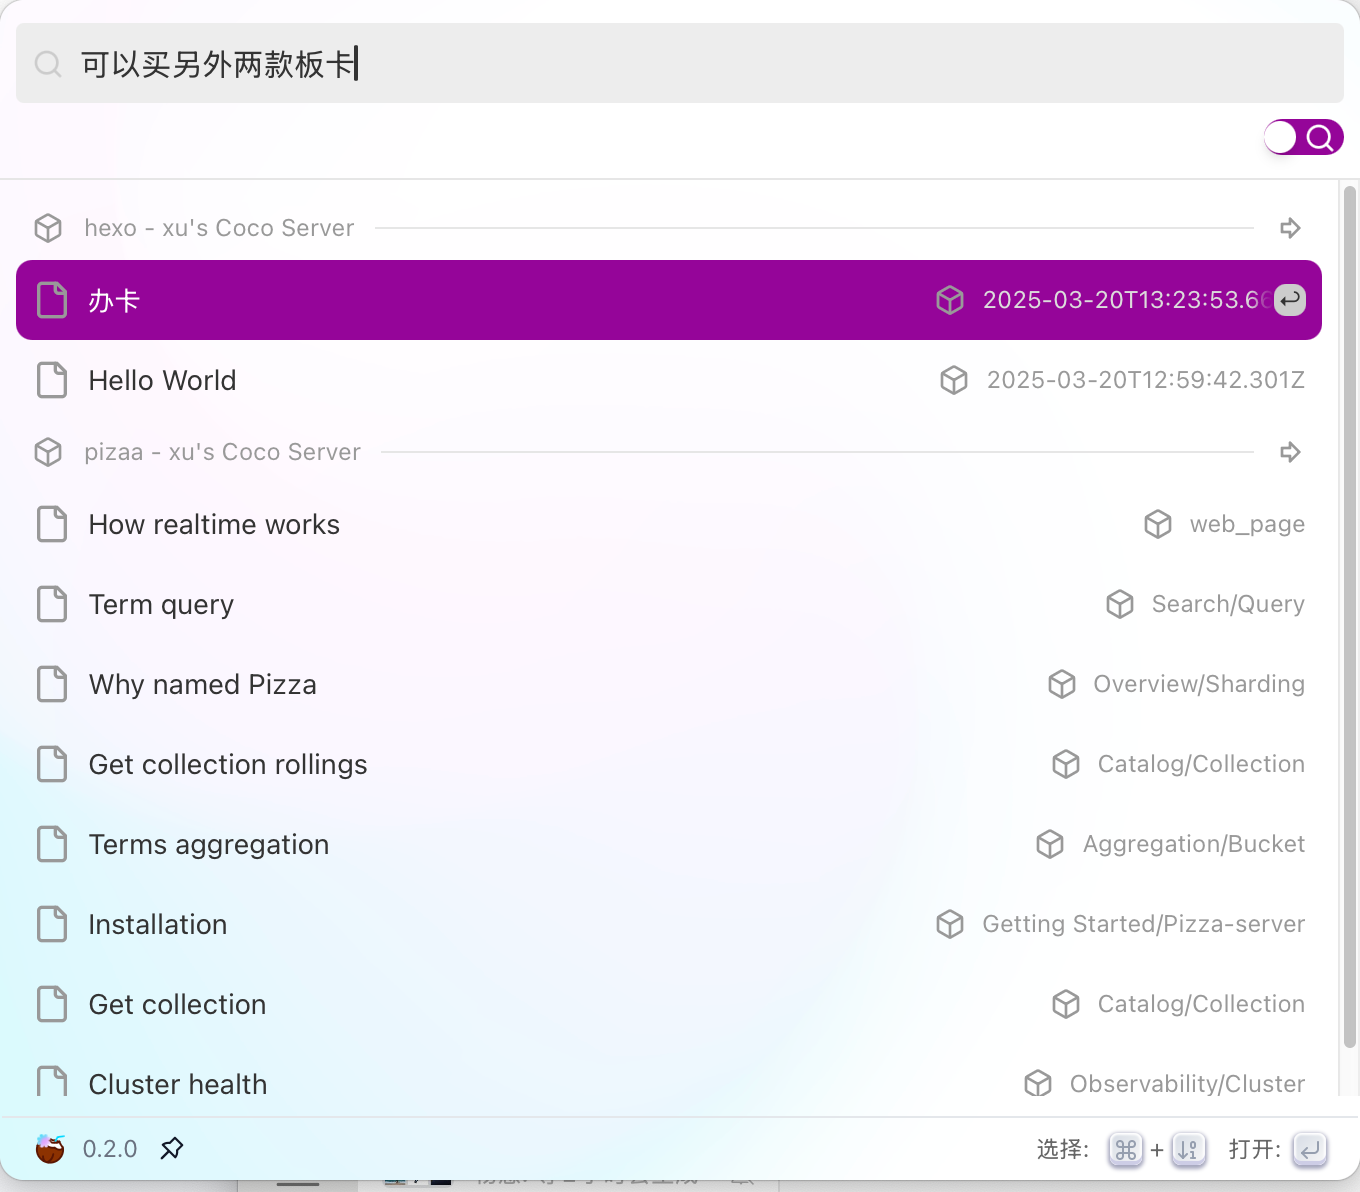 可以买另外两款板卡
hexo - xu's Coco Server
办卡 2025-03-20T13:23:53.66
Hello World 2025-03-20T12:59:42.301Z
pizaa - xu's Coco Server
How realtime works web_page
Term query Search/Query
Why named Pizza Overview/Sharding
Get collection rollings Catalog/Collection
Terms aggregation Aggregation/Bucket
Installation Getting Started/Pizza-server
Get collection Catalog/Collection
Cluster health Observability/Cluster
0.2.0 选择: ⌘ + 打开: